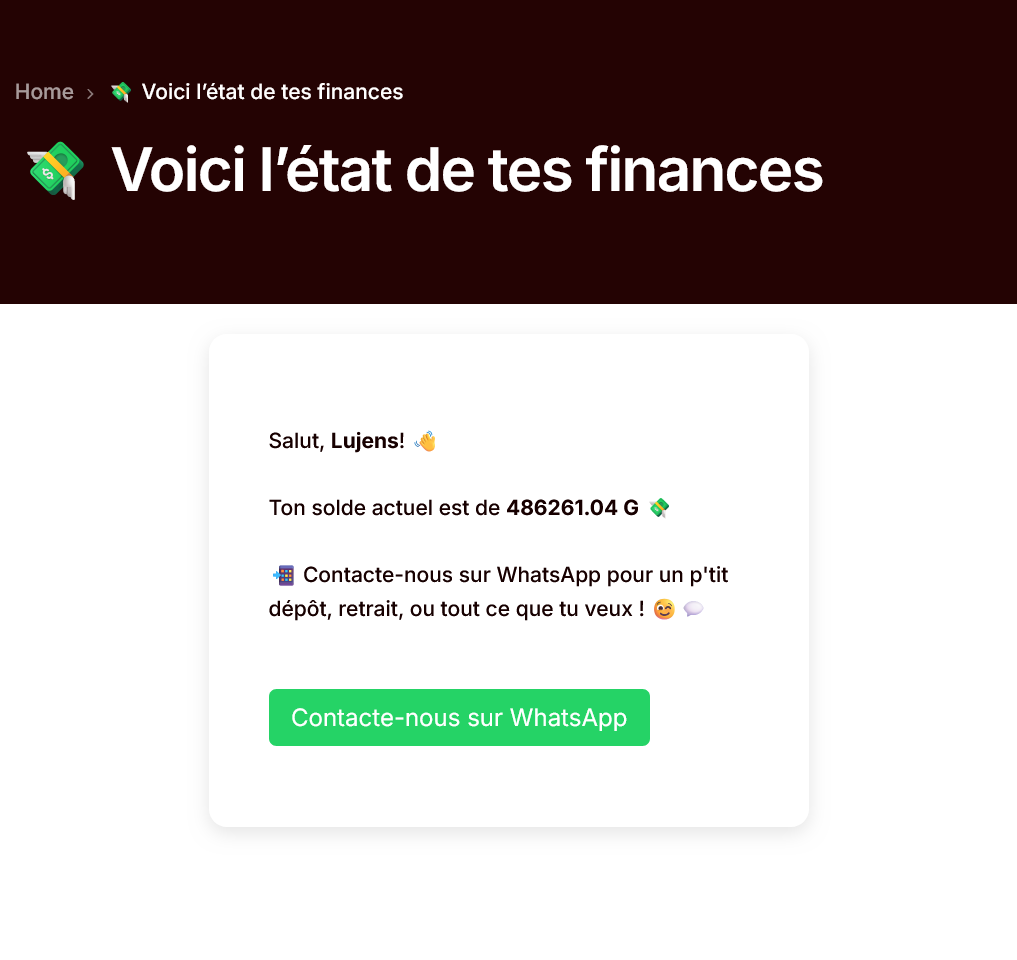 Home > 💸 Voici l’état de tes finances
💸 Voici l’état de tes finances
Salut, Lujens! 👋
Ton solde actuel est de 486261.04 G 💸
📲 Contacte-nous sur WhatsApp pour un p'tit
dépôt, retrait, ou tout ce que tu veux ! 😉 💬
Contacte-nous sur WhatsApp